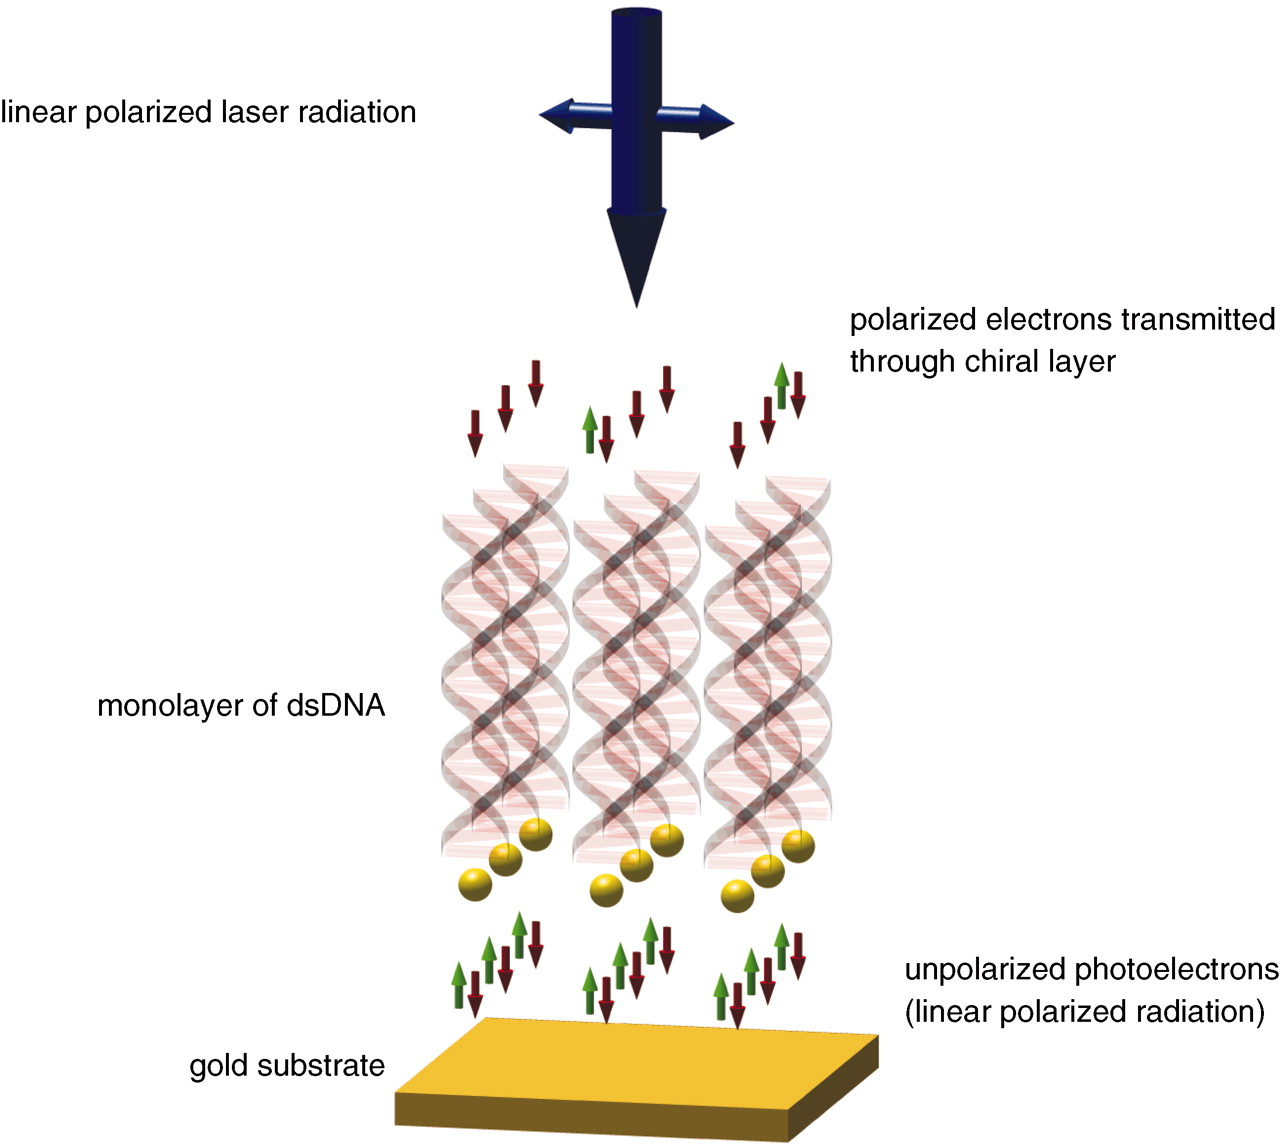 linear polarized laser radiation
polarized electrons transmitted
through chiral layer
monolayer of dsDNA
unpolarized photoelectrons
(linear polarized radiation)
gold substrate